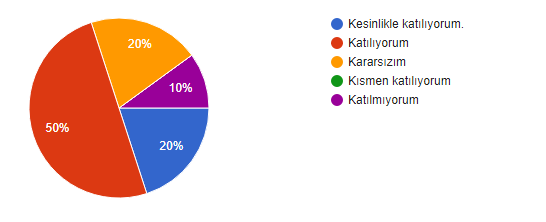 Kesinlikle katılıyorum.
Katılıyorum
Kararsızım
Kısmen katılıyorum
Katılmıyorum
20%
10%
50%
20%